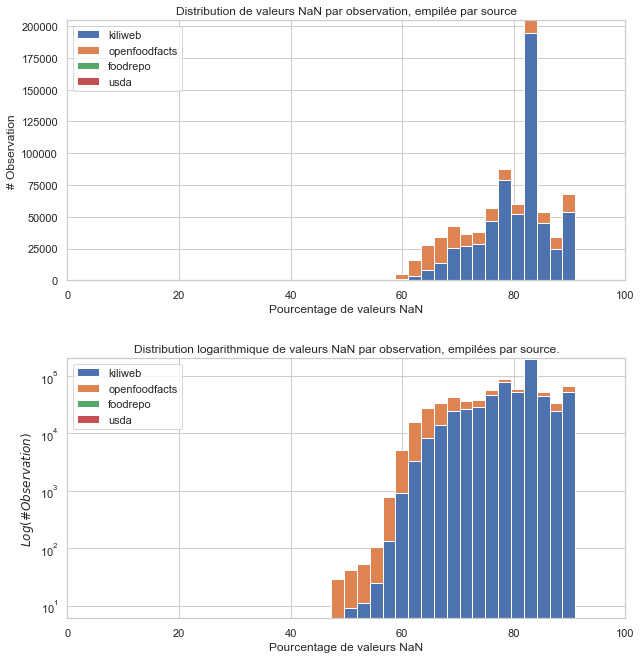 Distribution de valeurs NaN par observation, empilée par source
kiliweb
openfoodfacts
foodrepo
usda
200000
175000
150000
125000
100000
75000
50000
25000
0
# Observation
0 20 40 60 80 100
Pourcentage de valeurs NaN
Distribution logarithmique de valeurs NaN par observation, empilées par source.
kiliweb
openfoodfacts
foodrepo
usda
10⁵
10⁴
10³
10²
10¹
Log(#Observation)
0 20 40 60 80 100
Pourcentage de valeurs NaN